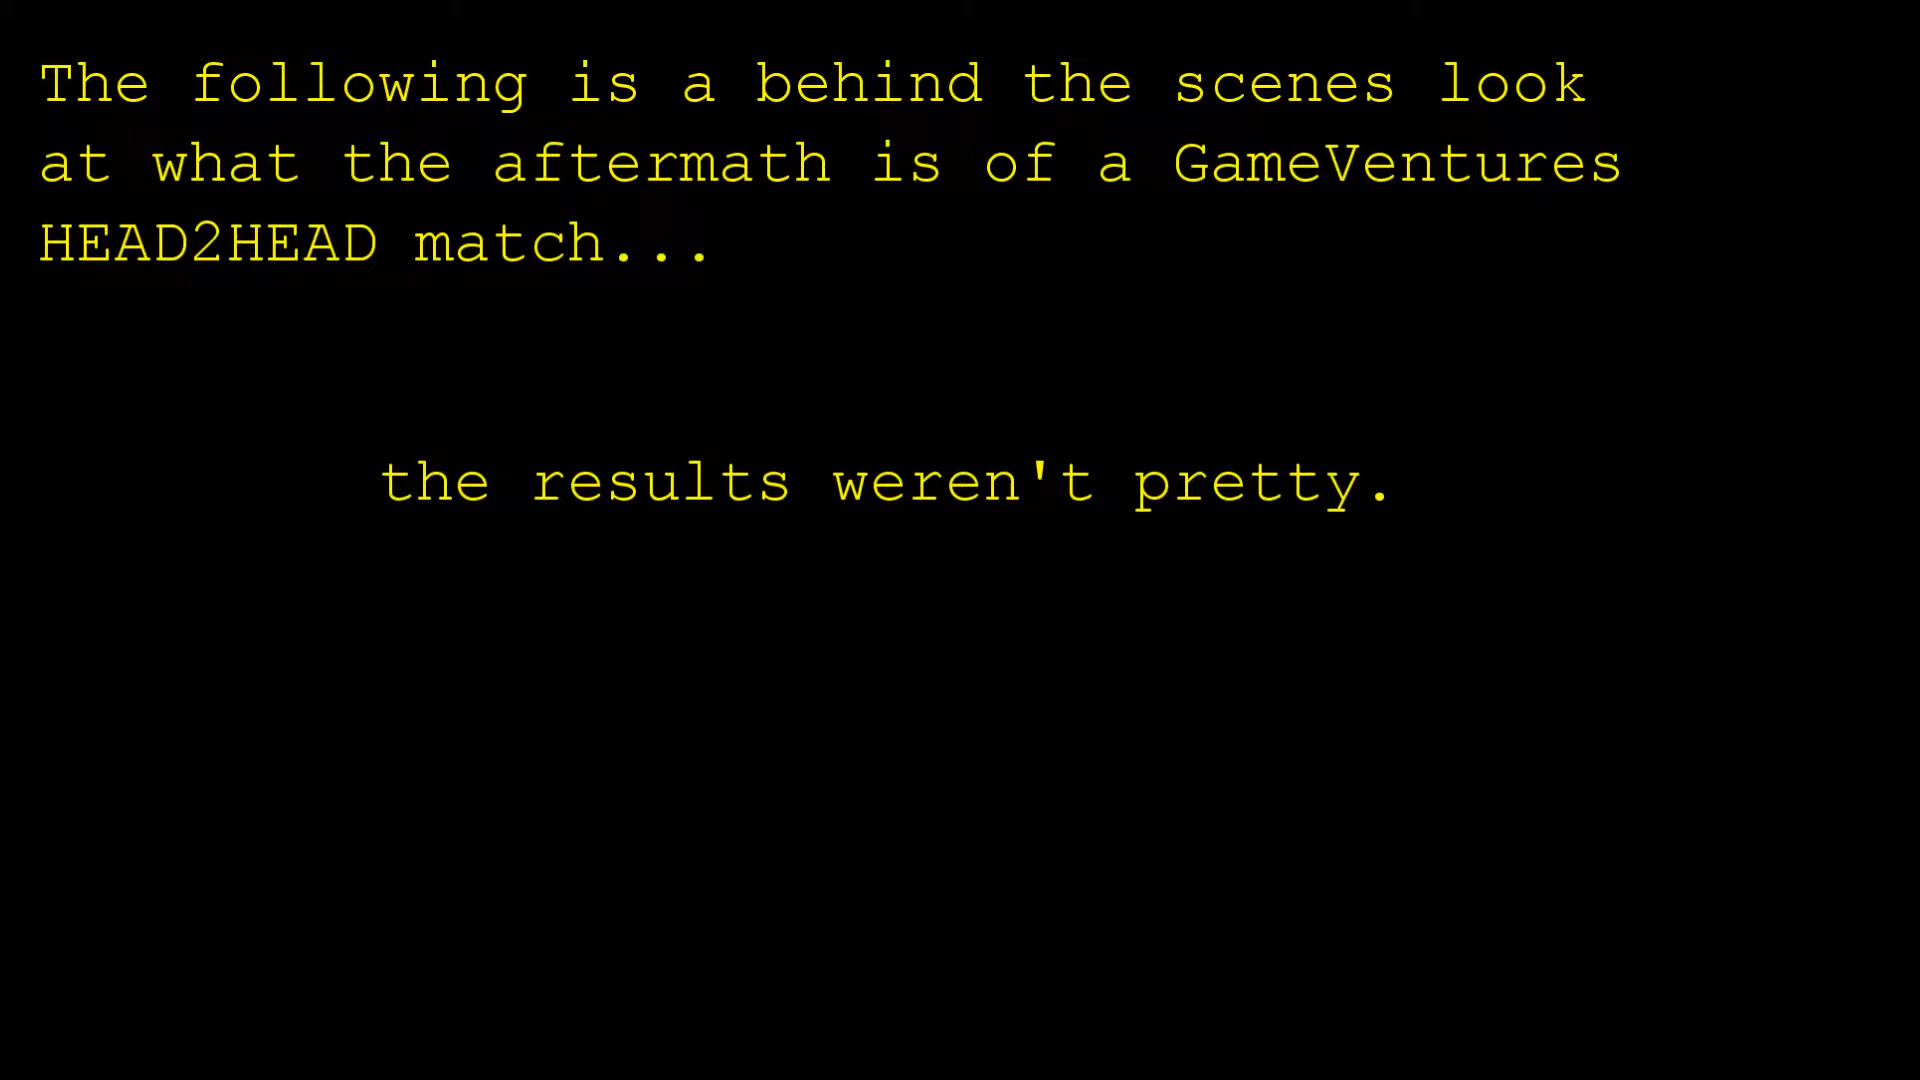 The following is a behind the scenes look
at what the aftermath is of a GameVentures
HEAD2HEAD match...
the results weren't pretty.